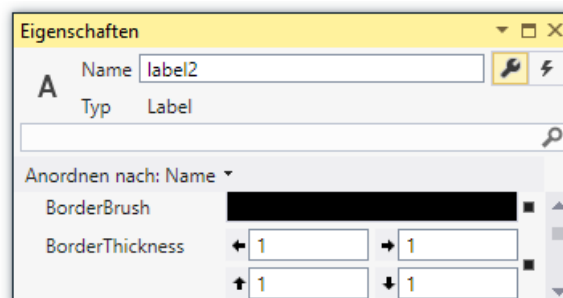 Eigenschaften
Name label2
Typ Label
Anordnen nach: Name
BorderBrush
BorderThickness 1 1
1 1